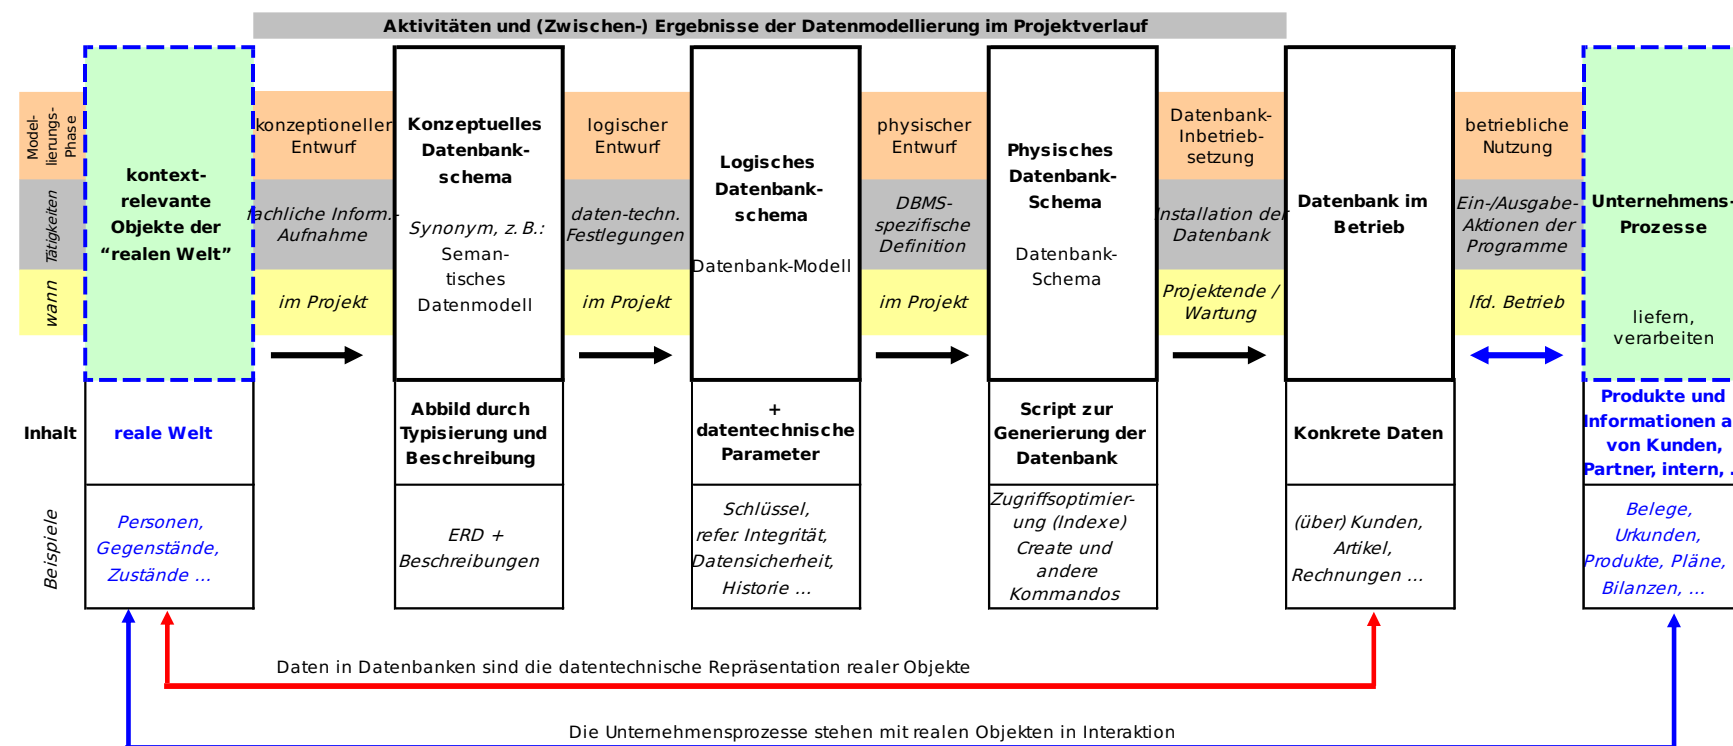 Aktivitäten und (Zwischen-) Ergebnisse der Datenmodellierung im Projektverlauf
Model-
lierungs-
Phase
Tätigkeiten
wann
kontext-
relevante
Objekte der
“realen Welt”
konzeptioneller
Entwurf
fachliche Inform.-
Aufnahme
im Projekt
Konzeptuelles
Datenbank-
schema
Synonym, z. B.:
Seman-
tisches
Datenmodell
logischer
Entwurf
daten-techn.
Festlegungen
im Projekt
Logisches
Datenbank-
schema
Datenbank-Modell
physischer
Entwurf
DBMS-
spezifische
Definition
im Projekt
Physisches
Datenbank-
Schema
Datenbank-
Schema
Datenbank-
Inbetrieb-
setzung
Installation der
Datenbank
Projektende /
Wartung
Datenbank im
Betrieb
betriebliche
Nutzung
Ein-/Ausgabe-
Aktionen der
Programme
lfd. Betrieb
Unternehmens-
Prozesse
liefern,
verarbeiten
Inhalt
reale Welt
Abbild durch
Typisierung und
Beschreibung
+
datentechnische
Parameter
Script zur
Generierung der
Datenbank
Konkrete Daten
Produkte und
Informationen a
von Kunden,
Partner, intern, .
Beispiele
Personen,
Gegenstände,
Zustände ...
ERD +
Beschreibungen
Schlüssel,
refer. Integrität,
Datensicherheit,
Historie ...
Zugriffsoptimier-
ung (Indexe)
Create und
andere
Kommandos
(über) Kunden,
Artikel,
Rechnungen ...
Belege,
Urkunden,
Produkte, Pläne,
Bilanzen, ...
Daten in Datenbanken sind die datentechnische Repräsentation realer Objekte
Die Unternehmensprozesse stehen mit realen Objekten in Interaktion